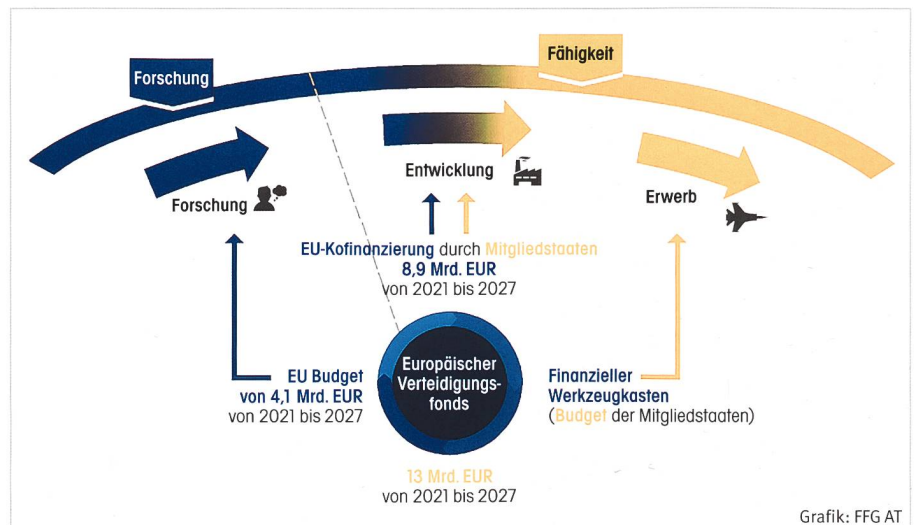 Forschung
Fähigkeit
Forschung
Entwicklung
Erwerb
EU-Kofinanzierung durch Mitgliedstaaten
8,9 Mrd. EUR
von 2021 bis 2027
EU Budget
von 4,1 Mrd. EUR
von 2021 bis 2027
Europäischer
Verteidigungs-
fonds
Finanzieller
Werkzeugkasten
(Budget der Mitgliedstaaten)
13 Mrd. EUR
von 2021 bis 2027
Grafik: FFG AT